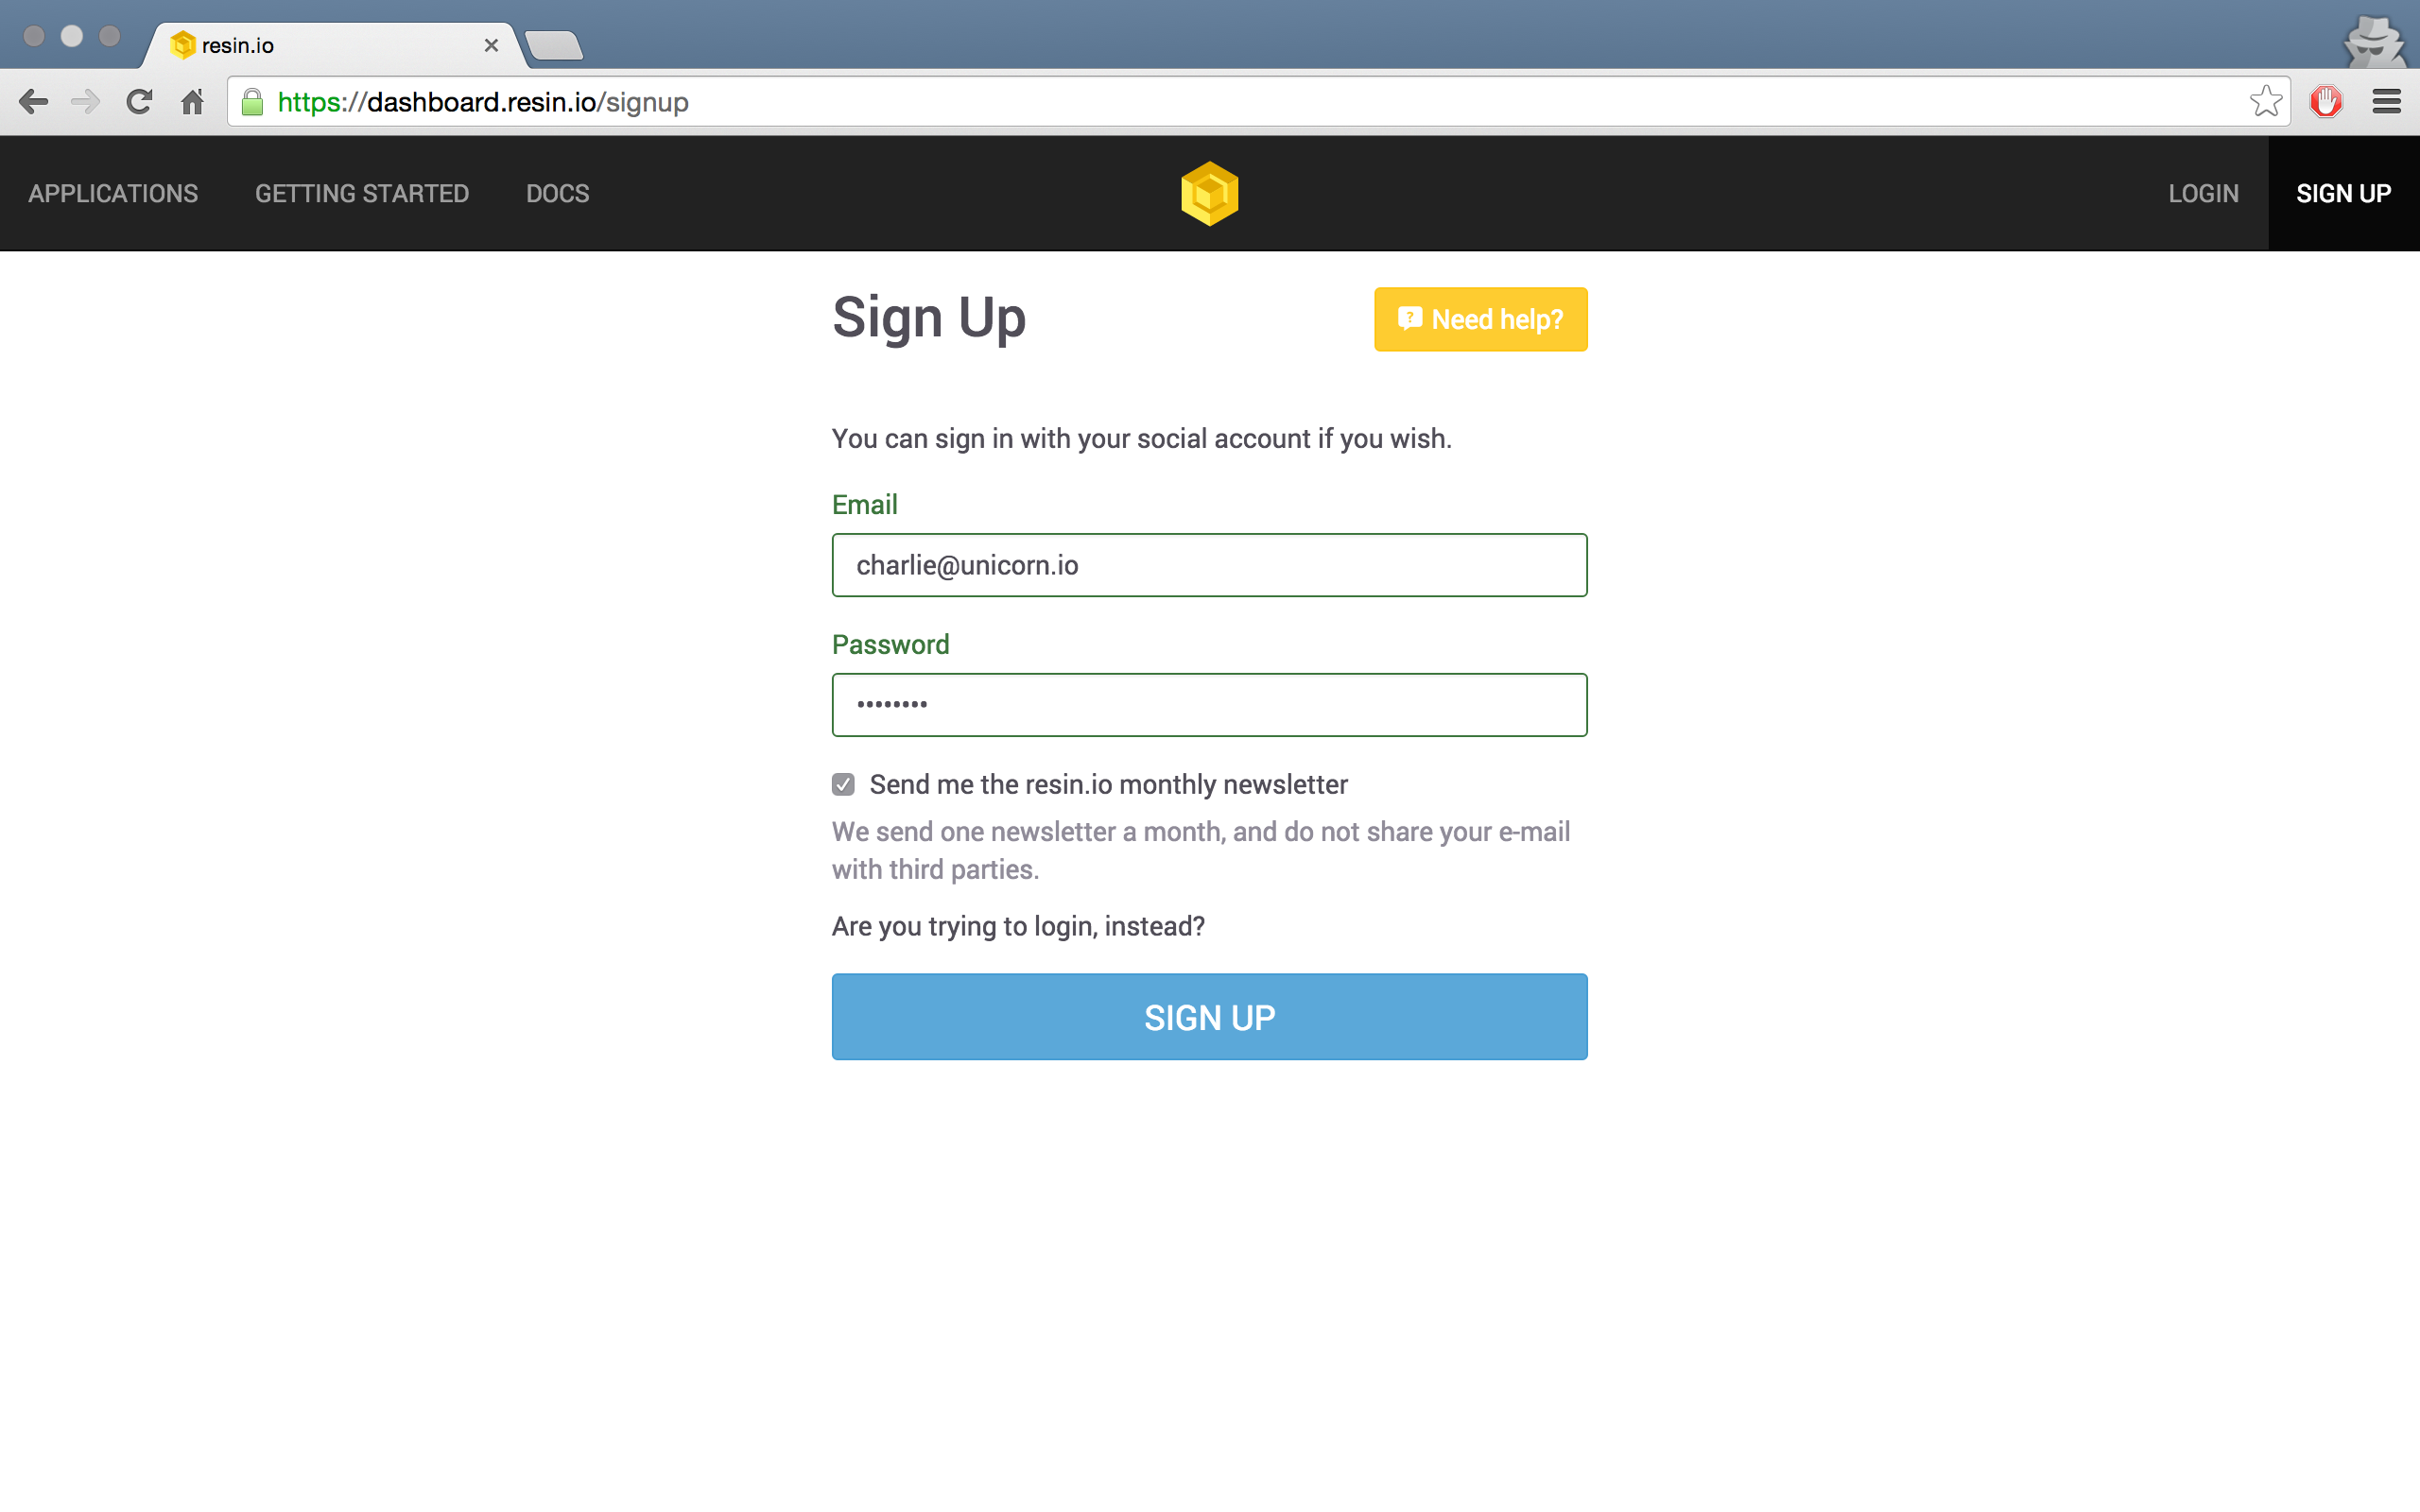 resin.io
https://dashboard.resin.io/signup
APPLICATIONS GETTING STARTED DOCS LOGIN SIGN UP
Sign Up
Need help?
You can sign in with your social account if you wish.
Email
charlie@unicorn.io
Password
••••••••
Send me the resin.io monthly newsletter
We send one newsletter a month, and do not share your e-mail
with third parties.
Are you trying to login, instead?
SIGN UP